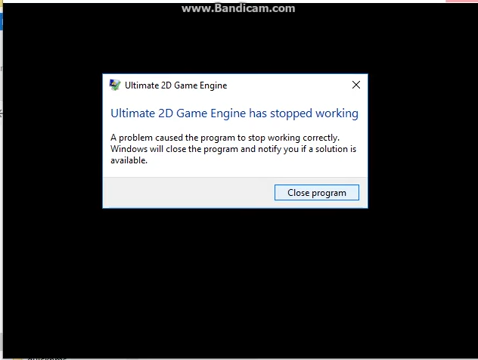 www.Bandicam.com
Ultimate 2D Game Engine
Ultimate 2D Game Engine has stopped working
A problem caused the program to stop working correctly.
Windows will close the program and notify you if a solution is
available.
Close program